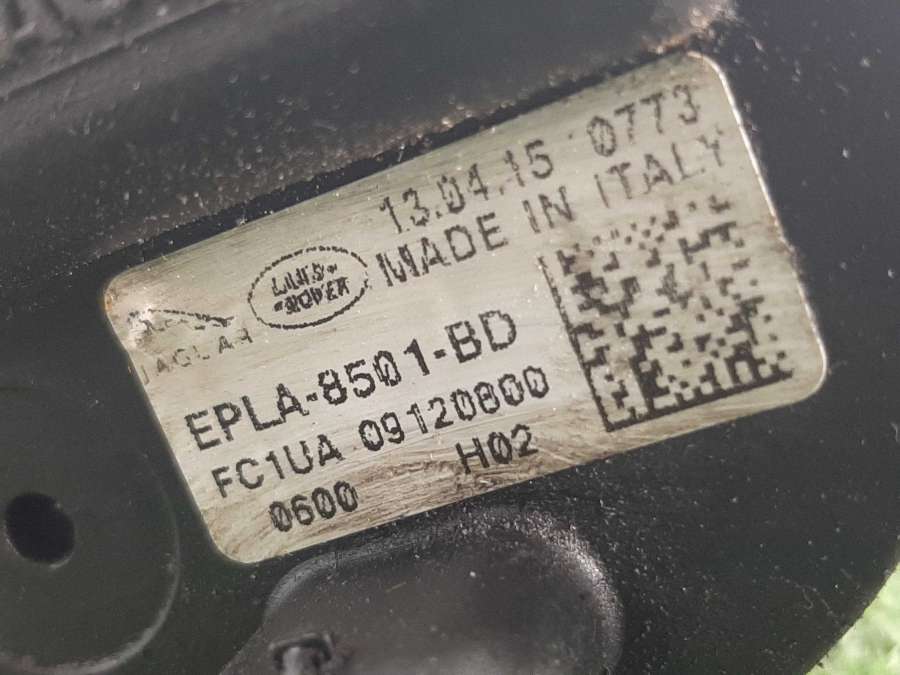 13.04.15 0773
MADE IN ITALY
LAND-
-ROVER
JAGUAR
EPLA-8501-BD
FC1UA 09120800
H02
0600